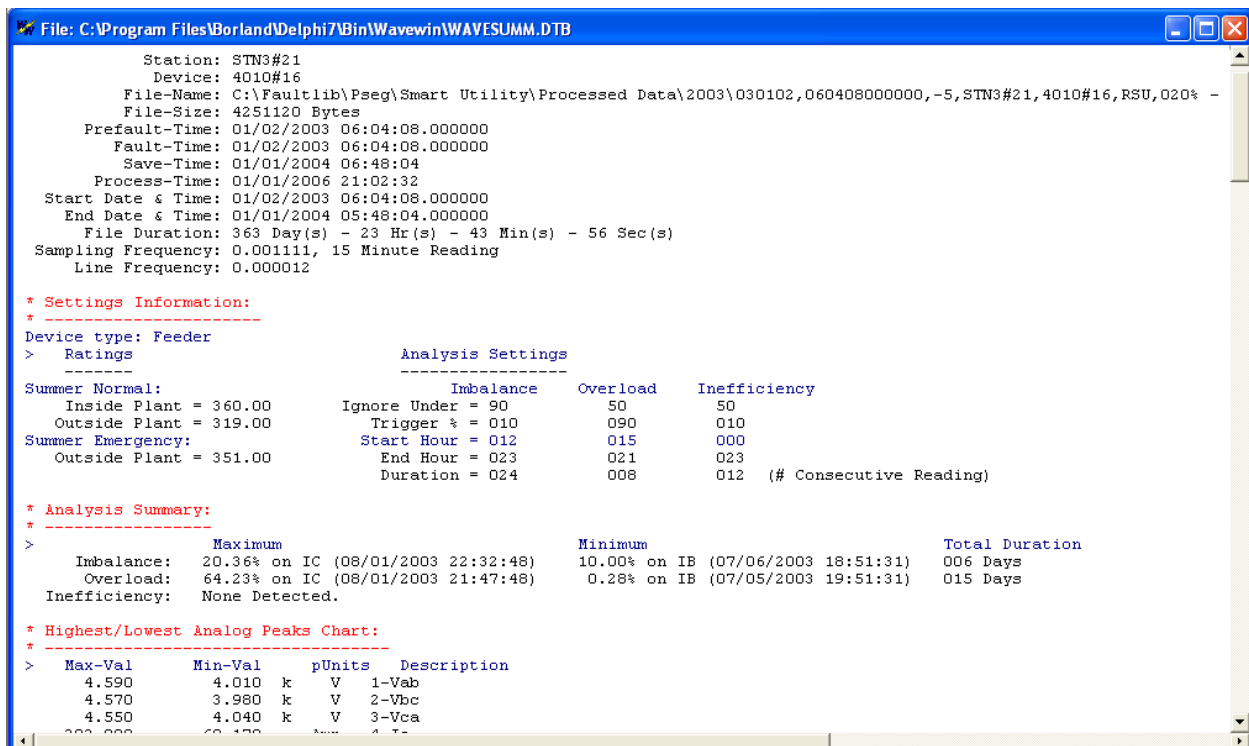 File: C:\Program Files\Borland\Delphi7\Bin\Wavewin\WAVESUMM.DTB
Station: STN3#21
Device: 4010#16
File-Name: C:\Faultlib\Pseg\Smart Utility\Processed Data\2003\030102,060408000000,-5,STN3#21,4010#16,RSU,020% -
File-Size: 4251120 Bytes
Prefault-Time: 01/02/2003 06:04:08.000000
Fault-Time: 01/02/2003 06:04:08.000000
Save-Time: 01/01/2004 06:48:04
Process-Time: 01/01/2006 21:02:32
Start Date & Time: 01/02/2003 06:04:08.000000
End Date & Time: 01/01/2004 05:48:04.000000
File Duration: 363 Day(s) - 23 Hr(s) - 43 Min(s) - 56 Sec(s)
Sampling Frequency: 0.001111, 15 Minute Reading
Line Frequency: 0.000012
* Settings Information:
* ----------------------
Device type: Feeder
> Ratings Analysis Settings
------- -----------------
Summer Normal: Imbalance Overload Inefficiency
Inside Plant = 360.00 Ignore Under = 90 50 50
Outside Plant = 319.00 Trigger % = 010 090 010
Summer Emergency: Start Hour = 012 015 000
Outside Plant = 351.00 End Hour = 023 021 023
Duration = 024 008 012 (# Consecutive Reading)
* Analysis Summary:
* -----------------
> Maximum Minimum Total Duration
Imbalance: 20.36% on IC (08/01/2003 22:32:48) 10.00% on IB (07/06/2003 18:51:31) 006 Days
Overload: 64.23% on IC (08/01/2003 21:47:48) 0.28% on IB (07/05/2003 19:51:31) 015 Days
Inefficiency: None Detected.
* Highest/Lowest Analog Peaks Chart:
* -----------------------------------
> Max-Val Min-Val pUnits Description
4.590 4.010 k V 1-Vab
4.570 3.980 k V 2-Vbc
4.550 4.040 k V 3-Vca